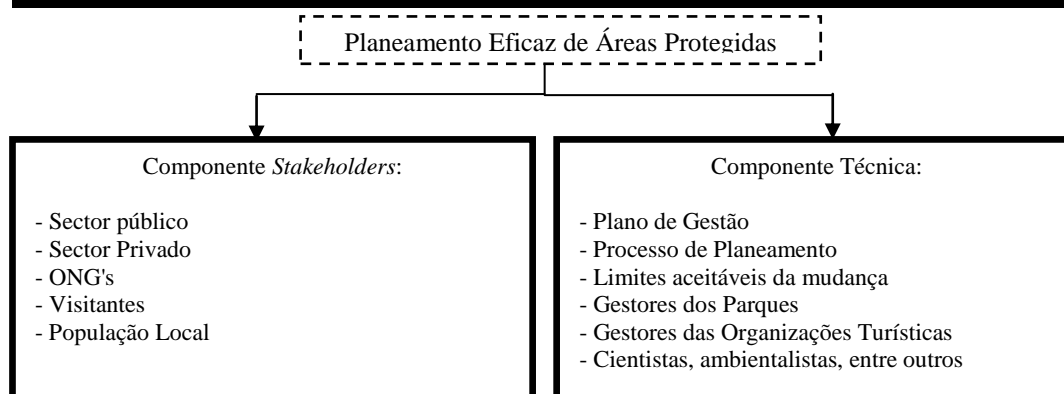 Planeamento Eficaz de Áreas Protegidas
Componente Stakeholders:
- Sector público
- Sector Privado
- ONG's
- Visitantes
- População Local
Componente Técnica:
- Plano de Gestão
- Processo de Planeamento
- Limites aceitáveis da mudança
- Gestores dos Parques
- Gestores das Organizações Turísticas
- Cientistas, ambientalistas, entre outros